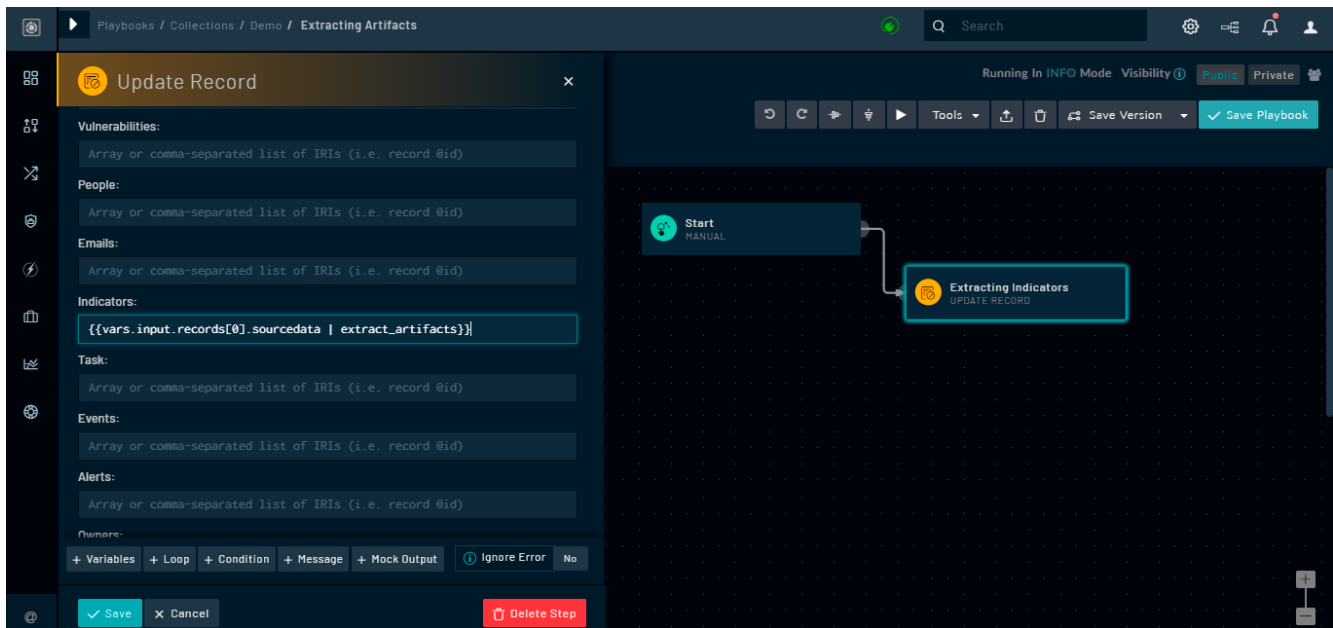 Playbooks / Collections / Demo / Extracting Artifacts
Search
Update Record
Running In INFO Mode Visibility
Public
Private
Tools
Save Version
Save Playbook
Vulnerabilities:
Array or comma-separated list of IRIs (i.e. record @id)
People:
Array or comma-separated list of IRIs (i.e. record @id)
Emails:
Array or comma-separated list of IRIs (i.e. record @id)
Indicators:
{{vars.input.records[0].sourcedata | extract_artifacts}}
Task:
Array or comma-separated list of IRIs (i.e. record @id)
Events:
Array or comma-separated list of IRIs (i.e. record @id)
Alerts:
Array or comma-separated list of IRIs (i.e. record @id)
Owners:
+ Variables + Loop + Condition + Message + Mock Output Ignore Error No
Save Cancel Delete Step
Start
MANUAL
Extracting Indicators
UPDATE RECORD